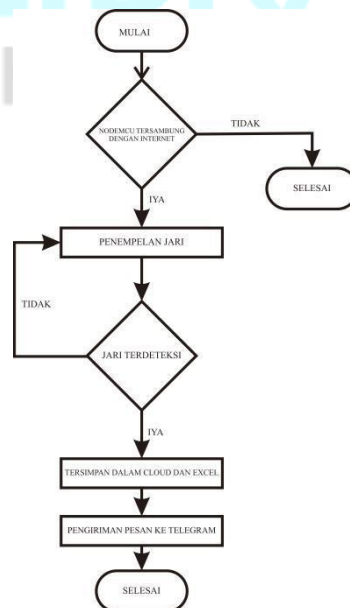 MULAI
NODEMCU TERSAMBUNG
DENGAN INTERNET
TIDAK
SELESAI
IYA
PENEMPELAN JARI
TIDAK
JARI TERDETEKSI
IYA
TERSIMPAN DALAM CLOUD DAN EXCEL
PENGIRIMAN PESAN KE TELEGRAM
SELESAI